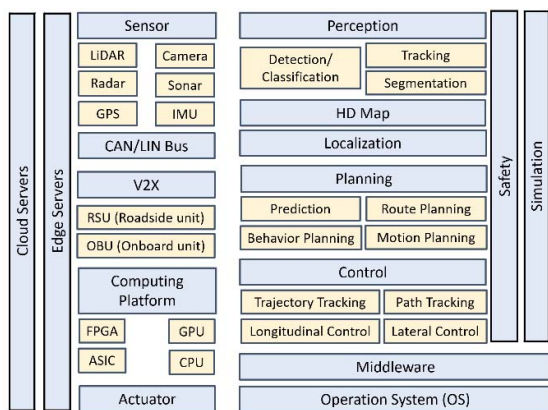 Cloud Servers
Edge Servers
Sensor
LiDAR
Camera
Radar
Sonar
GPS
IMU
CAN/LIN Bus
V2X
RSU (Roadside unit)
OBU (Onboard unit)
Computing
Platform
FPGA
GPU
ASIC
CPU
Actuator
Perception
Detection/
Classification
Tracking
Segmentation
HD Map
Localization
Planning
Prediction
Route Planning
Behavior Planning
Motion Planning
Control
Trajectory Tracking
Path Tracking
Longitudinal Control
Lateral Control
Middleware
Operation System (OS)
Safety
Simulation